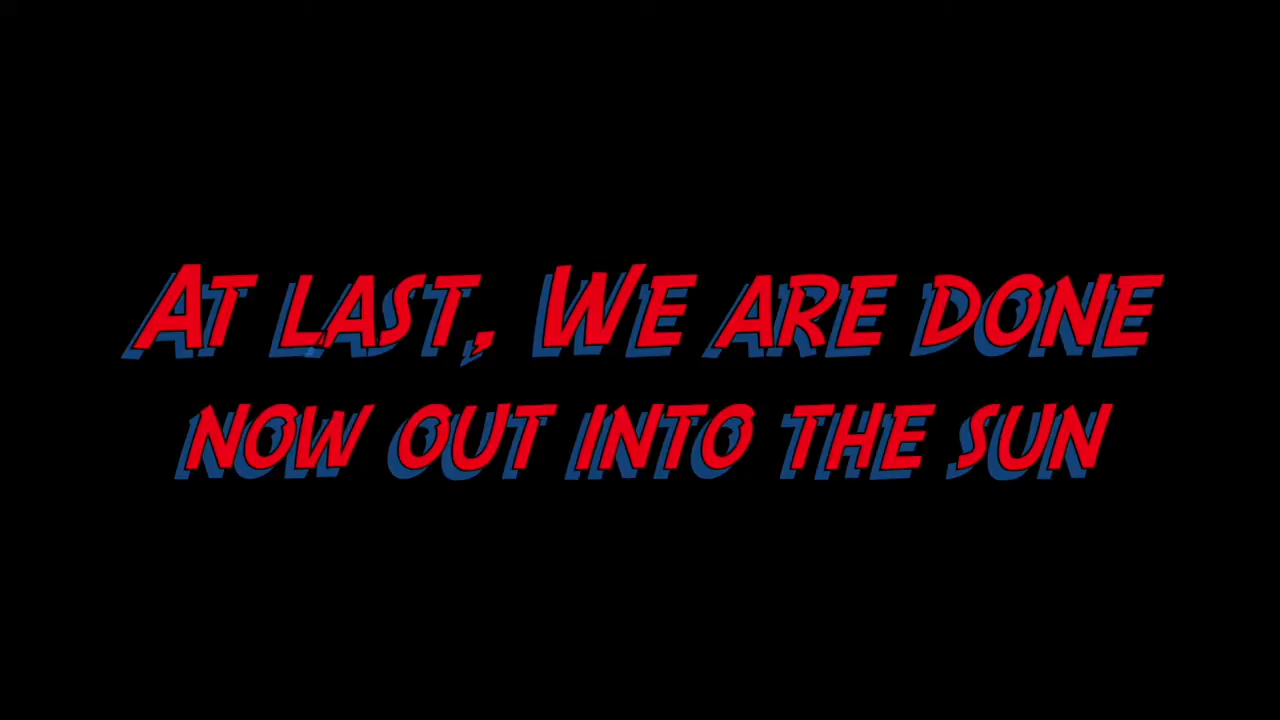 At last, We are done
now out into the sun